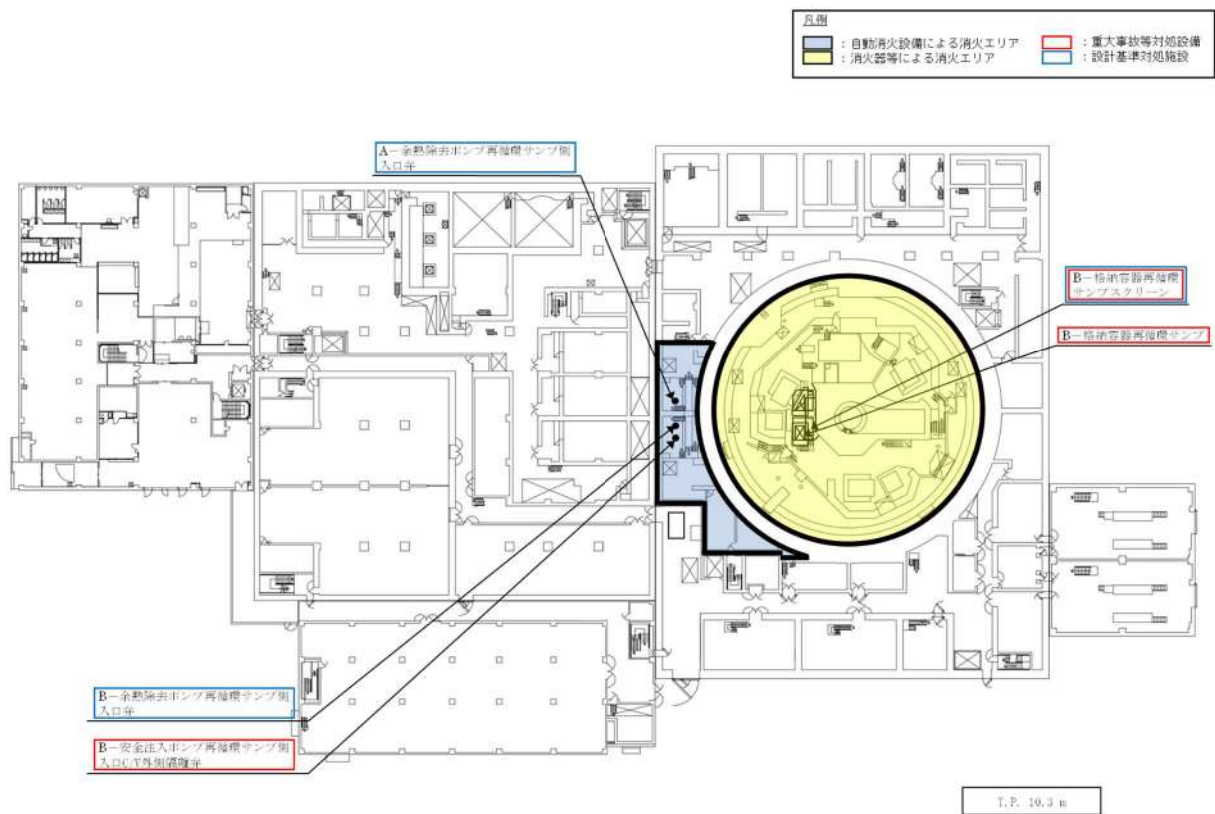 凡例
：自動消火設備による消火エリア
：消火器等による消火エリア
：重大事故等対処設備
：設計基準対処施設
A－余熱除去ポンプ再循環サンプ側
入口弁
B－格納容器再循環
サンプスクリーン
B－格納容器再循環サンプ
B－余熱除去ポンプ再循環サンプ側
入口弁
B－安全注入ポンプ再循環サンプ側
入口C/V外側隔離弁
T.P. 10.3 m